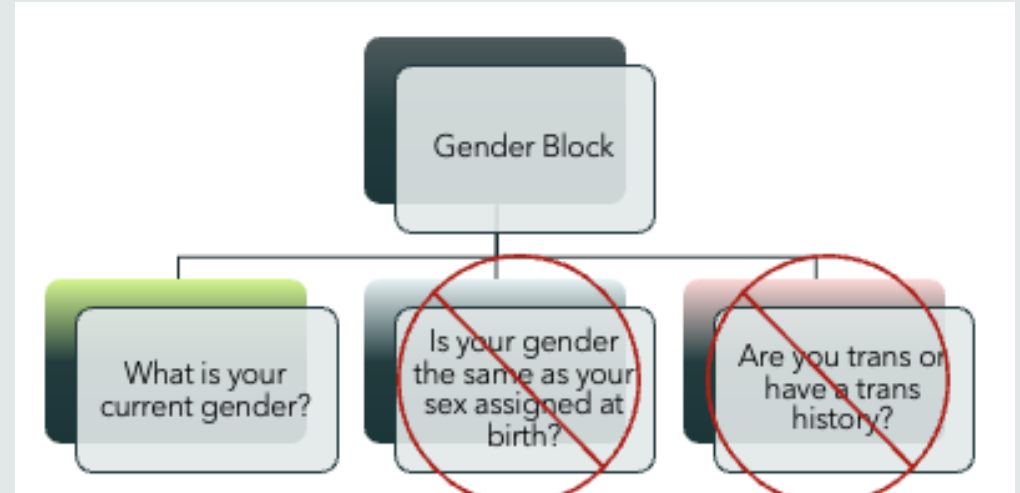 Gender Block
What is your
current gender?
Is your gender
the same as your
sex assigned at
birth?
Are you trans or
have a trans
history?